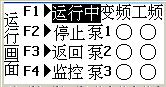 运行画面
F1▶运行中 变频 工频
F2▶停止 泵1 ○ ○
F3▶返回 泵2 ○ ○
F4▶监控 泵3 ○ ○